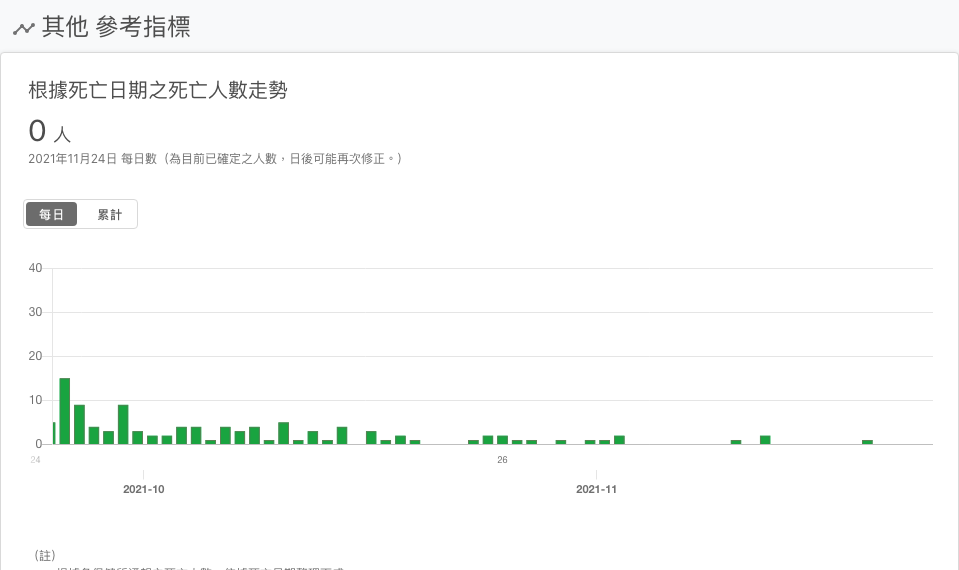 其他 參考指標
根據死亡日期之死亡人數走勢
0 人
2021年11月24日 每日數（為目前已確定之人數，日後可能再次修正。）
每日 累計
40
30
20
10
0
24 26
2021-10 2021-11
（註）